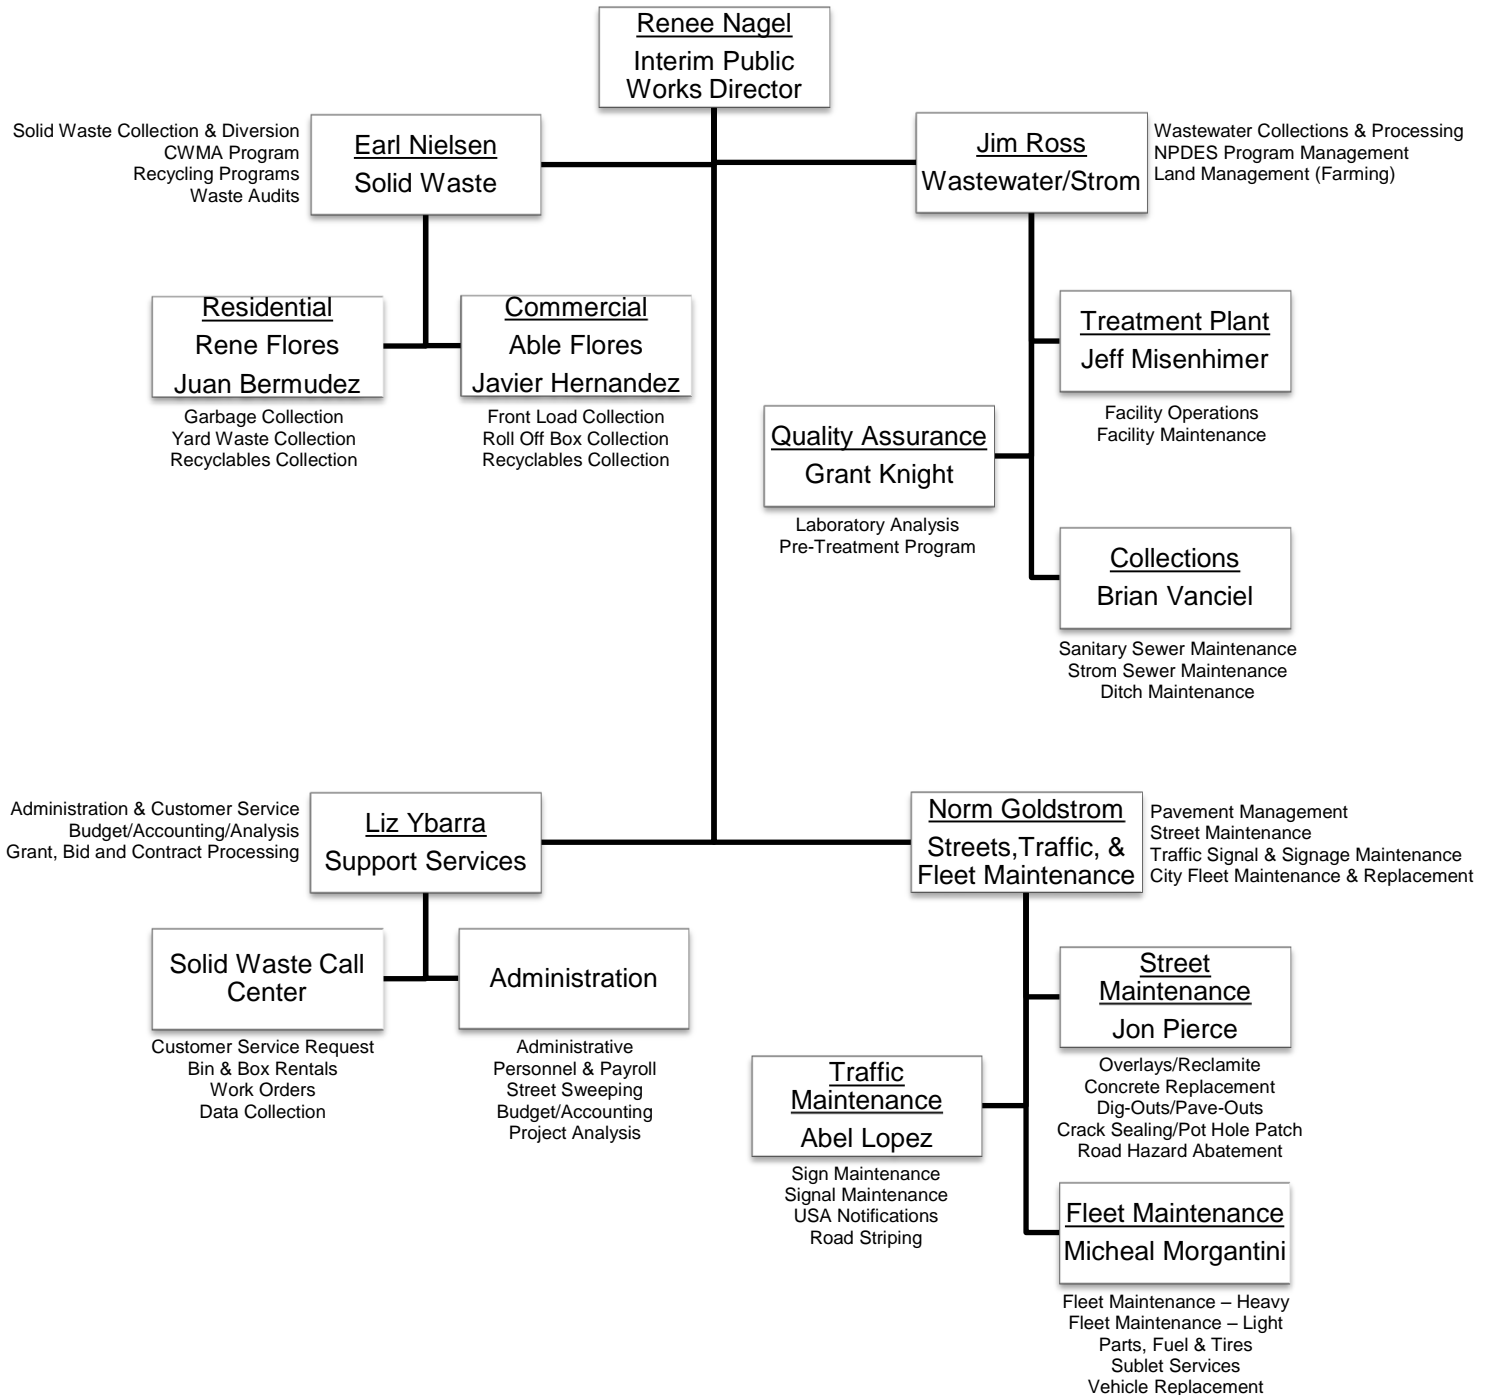 Renee Nagel
Interim Public
Works Director
Solid Waste Collection & Diversion
CWMA Program
Recycling Programs
Waste Audits
Earl Nielsen
Solid Waste
Jim Ross
Wastewater/Strom
Wastewater Collections & Processing
NPDES Program Management
Land Management (Farming)
Residential
Rene Flores
Juan Bermudez
Garbage Collection
Yard Waste Collection
Recyclables Collection
Commercial
Able Flores
Javier Hernandez
Front Load Collection
Roll Off Box Collection
Recyclables Collection
Treatment Plant
Jeff Misenhimer
Facility Operations
Facility Maintenance
Quality Assurance
Grant Knight
Laboratory Analysis
Pre-Treatment Program
Collections
Brian Vanciel
Sanitary Sewer Maintenance
Strom Sewer Maintenance
Ditch Maintenance
Administration & Customer Service
Budget/Accounting/Analysis
Grant, Bid and Contract Processing
Liz Ybarra
Support Services
Norm Goldstrom
Streets,Traffic, &
Fleet Maintenance
Pavement Management
Street Maintenance
Traffic Signal & Signage Maintenance
City Fleet Maintenance & Replacement
Solid Waste Call
Center
Customer Service Request
Bin & Box Rentals
Work Orders
Data Collection
Administration
Administrative
Personnel & Payroll
Street Sweeping
Budget/Accounting
Project Analysis
Street
Maintenance
Jon Pierce
Overlays/Reclamite
Concrete Replacement
Dig-Outs/Pave-Outs
Crack Sealing/Pot Hole Patch
Road Hazard Abatement
Traffic
Maintenance
Abel Lopez
Sign Maintenance
Signal Maintenance
USA Notifications
Road Striping
Fleet Maintenance
Micheal Morgantini
Fleet Maintenance – Heavy
Fleet Maintenance – Light
Parts, Fuel & Tires
Sublet Services
Vehicle Replacement